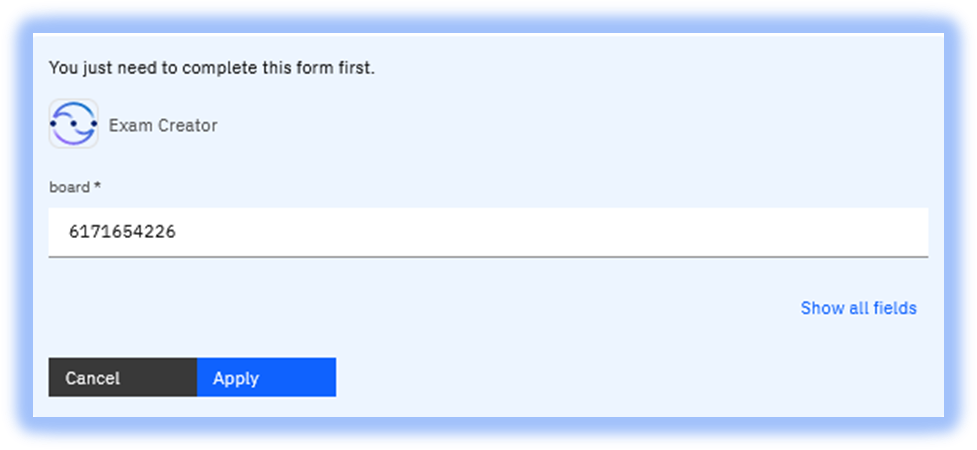 You just need to complete this form first.
Exam Creator
board *
6171654226
Show all fields
Cancel Apply